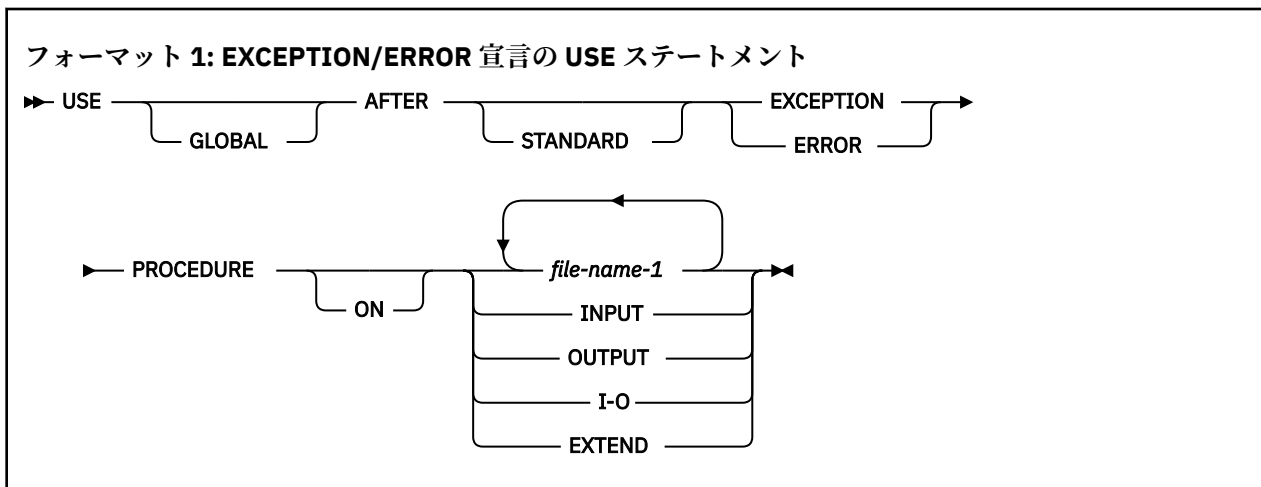 フォーマット 1: EXCEPTION/ERROR 宣言の USE ステートメント
USE AFTER EXCEPTION
GLOBAL STANDARD ERROR
PROCEDURE file-name-1
ON INPUT
OUTPUT
I-O
EXTEND